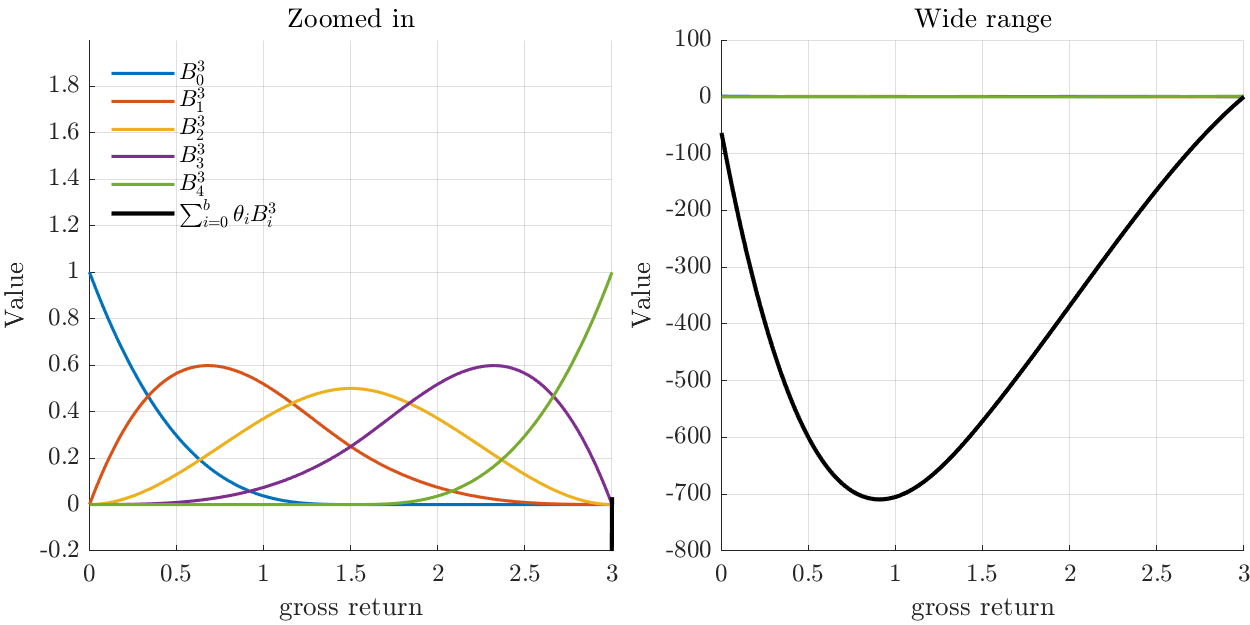 Zoomed in
Value
1.8
1.6
1.4
1.2
1
0.8
0.6
0.4
0.2
0
-0.2
B_0^3
B_1^3
B_2^3
B_3^3
B_4^3
\sum_{i=0}^{b} \theta_i B_i^3
0 0.5 1 1.5 2 2.5 3
gross return
Wide range
Value
100
0
-100
-200
-300
-400
-500
-600
-700
-800
0 0.5 1 1.5 2 2.5 3
gross return